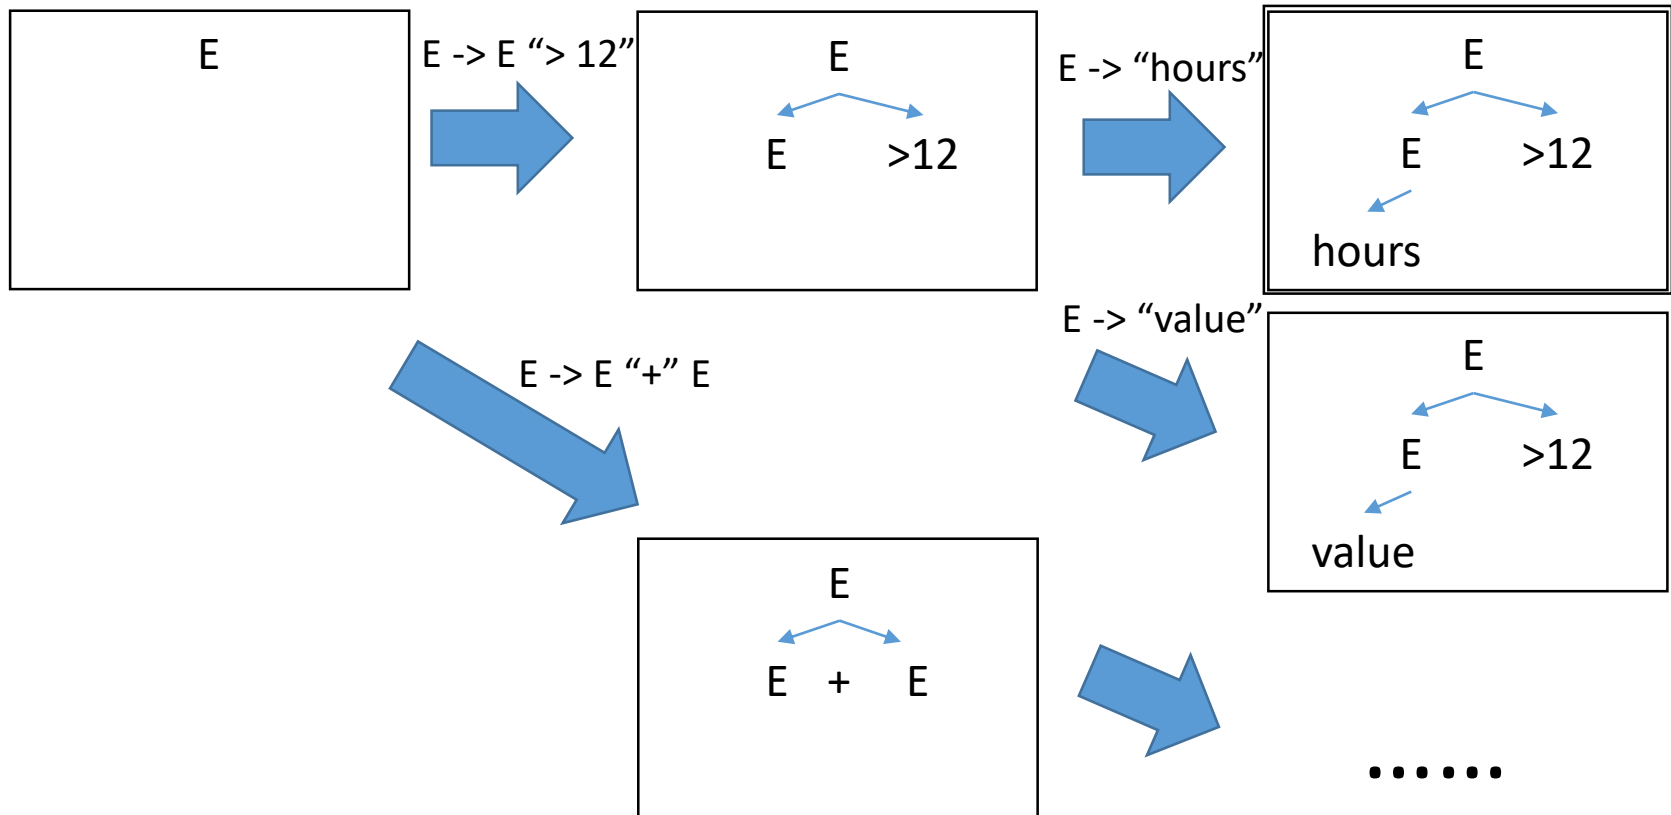 E
E -> E “> 12”
E
E >12
E -> “hours”
E
E >12
hours
E -> E “+” E
E -> “value”
E
E >12
value
E
E + E
......